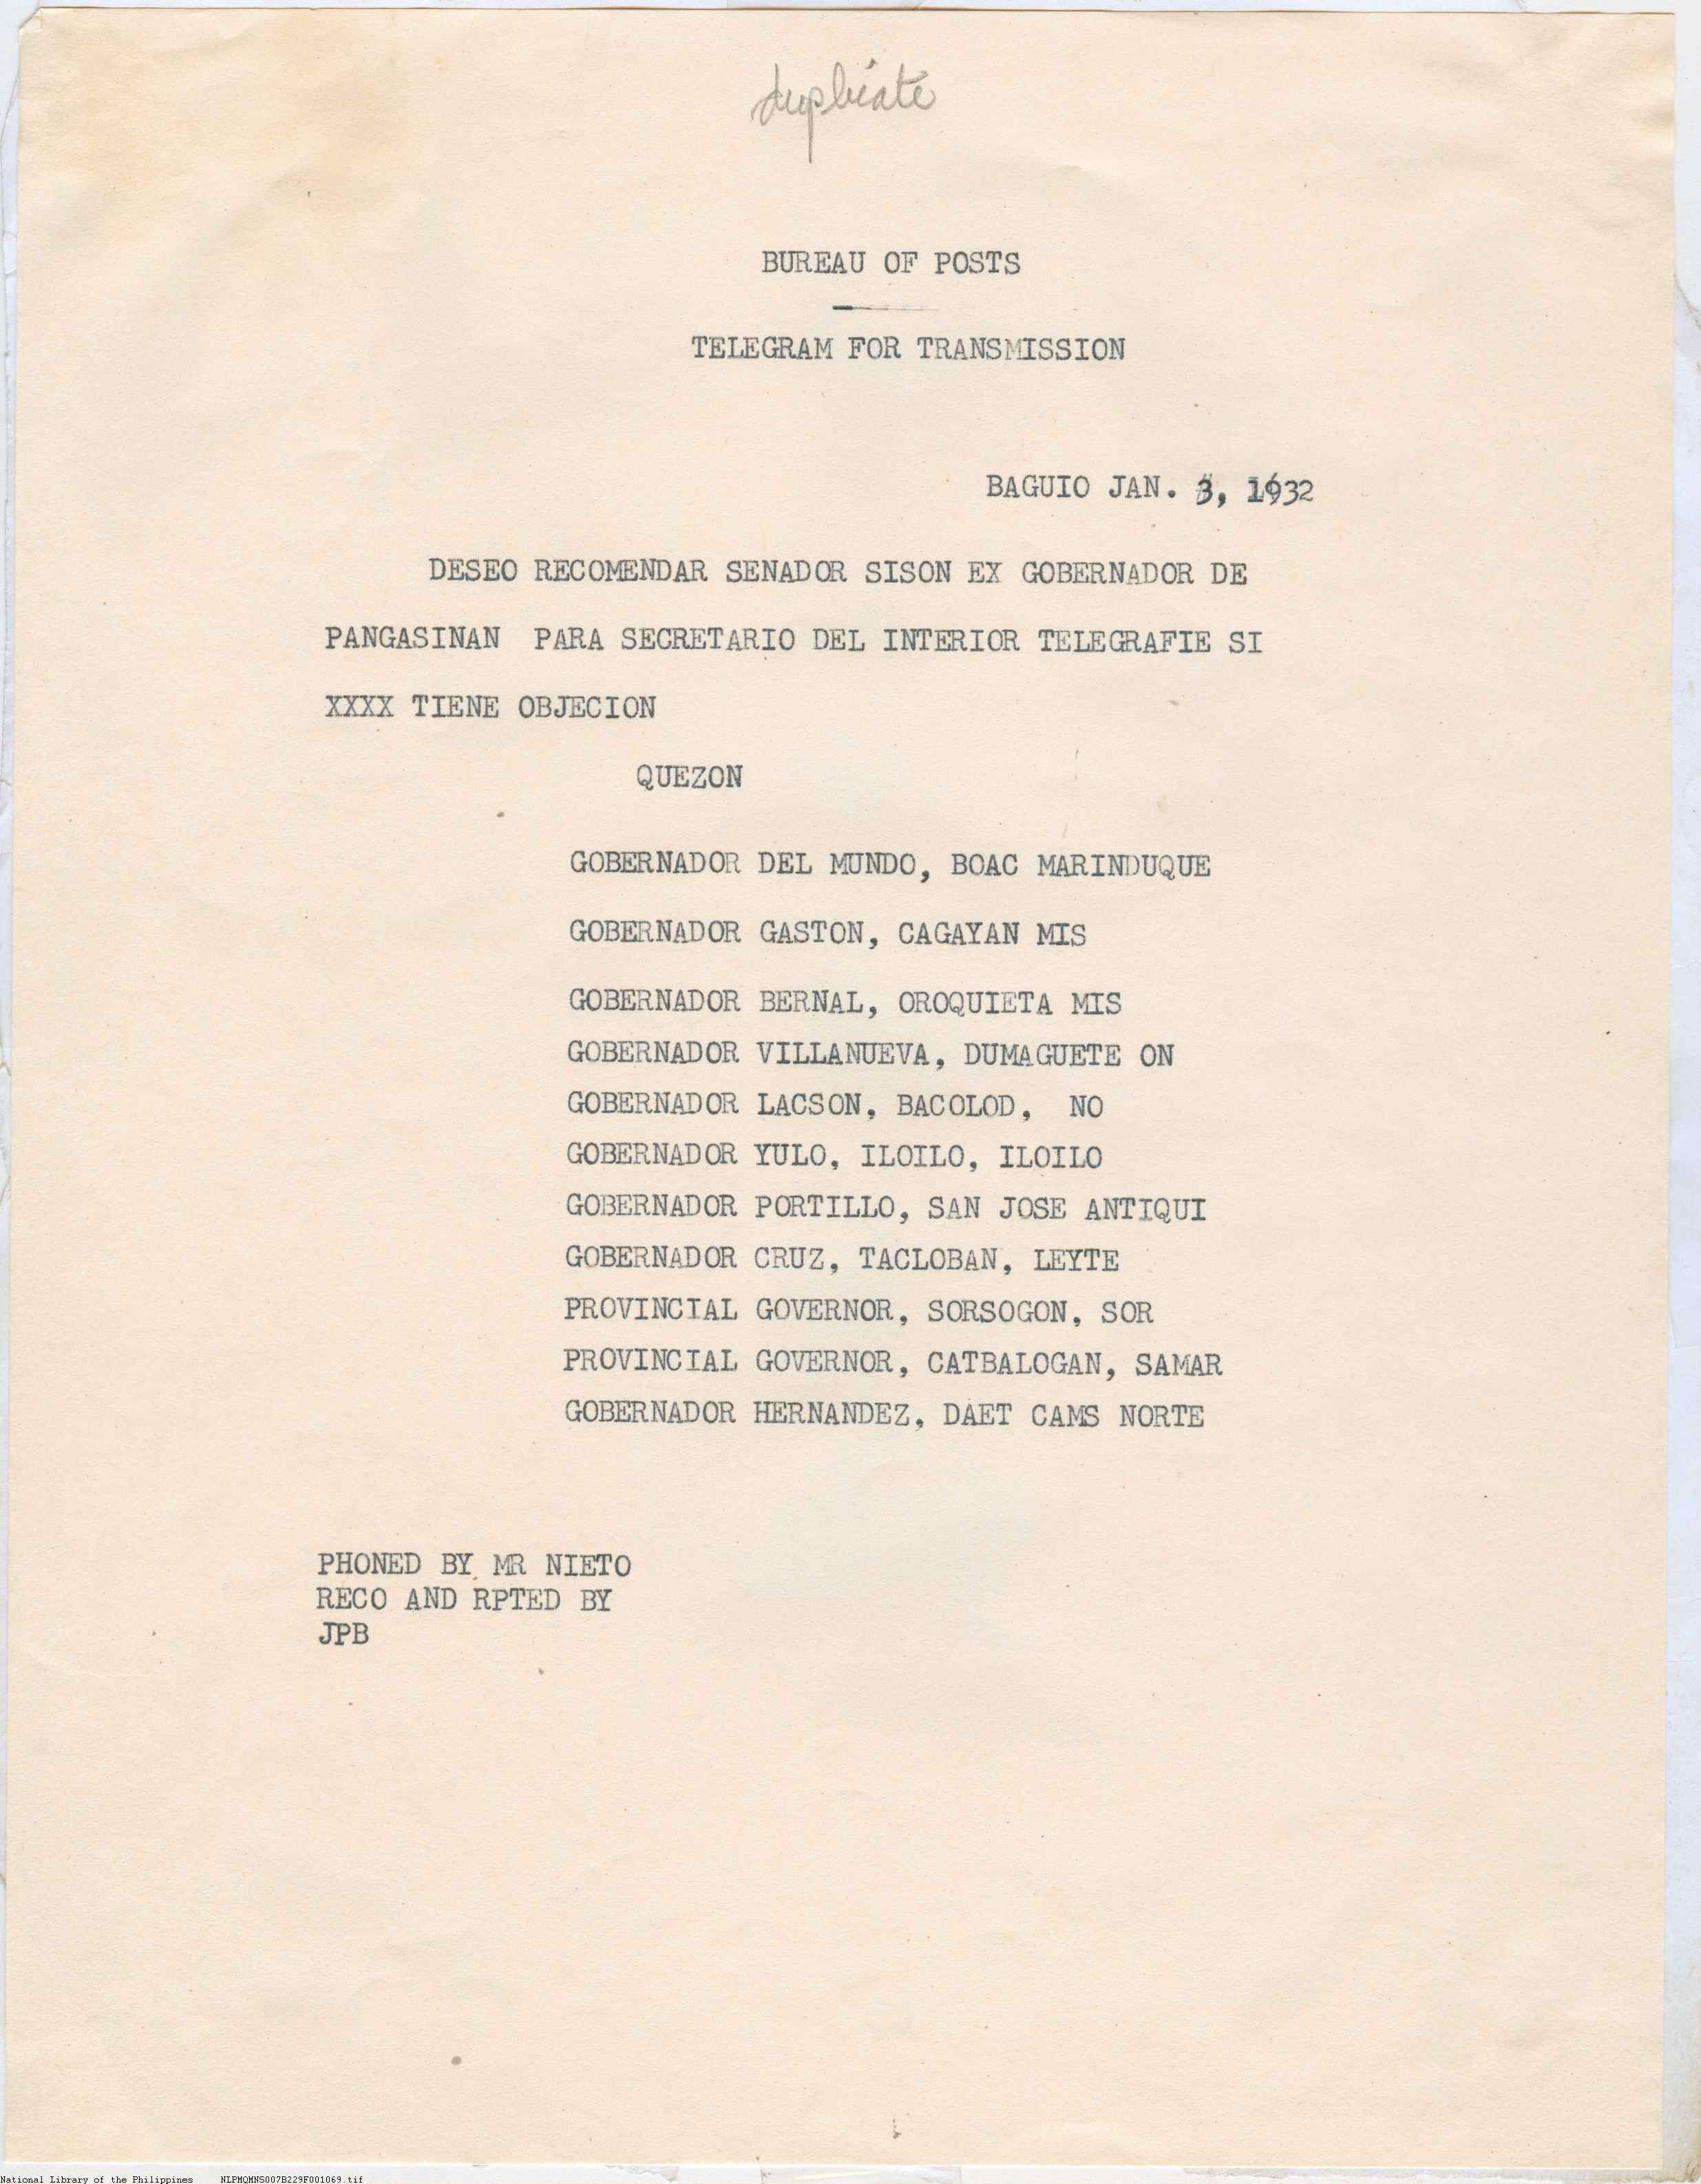 duplicate
BUREAU OF POSTS
TELEGRAM FOR TRANSMISSION
BAGUIO JAN. 3, 1932
DESEO RECOMENDAR SENADOR SISON EX GOBERNADOR DE
PANGASINAN PARA SECRETARIO DEL INTERIOR TELEGRAFIE SI
XXXX TIENE OBJECION
QUEZON
GOBERNADOR DEL MUNDO, BOAC MARINDUQUE
GOBERNADOR GASTON, CAGAYAN MIS
GOBERNADOR BERNAL, OROQUIETA MIS
GOBERNADOR VILLANUEVA, DUMAGUETE ON
GOBERNADOR LACSON, BACOLOD, NO
GOBERNADOR YULO, ILOILO, ILOILO
GOBERNADOR PORTILLO, SAN JOSE ANTIQUI
GOBERNADOR CRUZ, TACLOBAN, LEYTE
PROVINCIAL GOVERNOR, SORSOGON, SOR
PROVINCIAL GOVERNOR, CATBALOGAN, SAMAR
GOBERNADOR HERNANDEZ, DAET CAMS NORTE
PHONED BY MR NIETO
RECO AND RPTED BY
JPB
National Library of the Philippines NLPMQMNS007B229F001069.tif